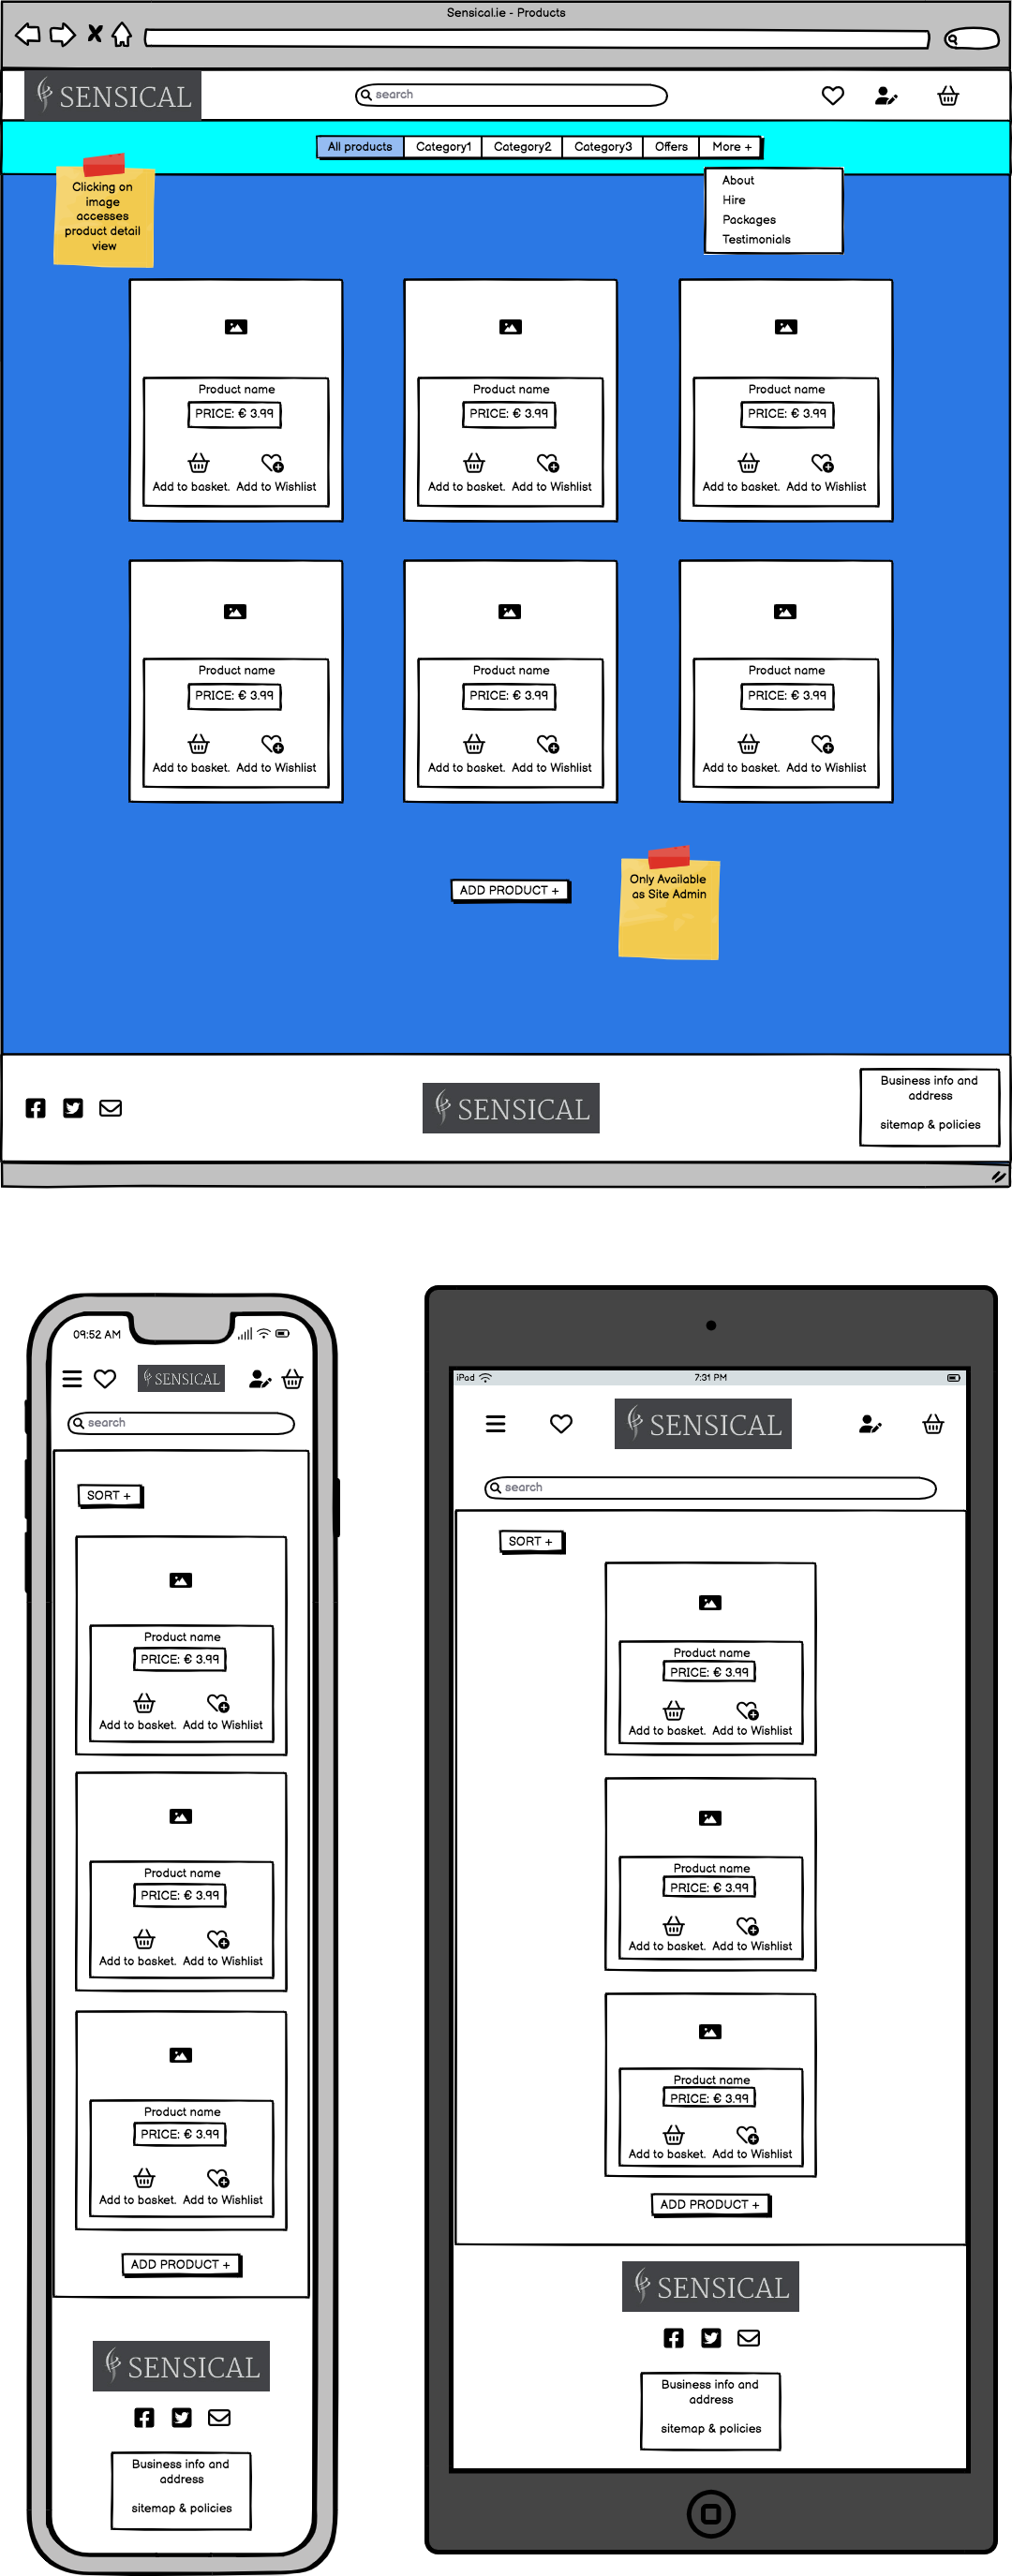 Sensical.ie - Products
SENSICAL
search
All products Category1 Category2 Category3 Offers More +
Clicking on
image
accesses
product detail
view
About
Hire
Packages
Testimonials
Product name Product name Product name
PRICE: € 3.99 PRICE: € 3.99 PRICE: € 3.99
Add to basket. Add to Wishlist Add to basket. Add to Wishlist Add to basket. Add to Wishlist
Product name Product name Product name
PRICE: € 3.99 PRICE: € 3.99 PRICE: € 3.99
Add to basket. Add to Wishlist Add to basket. Add to Wishlist Add to basket. Add to Wishlist
ADD PRODUCT +
Only Available
as Site Admin
SENSICAL
Business info and
address
sitemap & policies
09:52 AM
SENSICAL
search
SORT +
Product name
PRICE: € 3.99
Add to basket. Add to Wishlist
Product name
PRICE: € 3.99
Add to basket. Add to Wishlist
Product name
PRICE: € 3.99
Add to basket. Add to Wishlist
ADD PRODUCT +
SENSICAL
Business info and
address
sitemap & policies
iPad 7:31 PM
SENSICAL
search
SORT +
Product name
PRICE: € 3.99
Add to basket. Add to Wishlist
Product name
PRICE: € 3.99
Add to basket. Add to Wishlist
Product name
PRICE: € 3.99
Add to basket. Add to Wishlist
ADD PRODUCT +
SENSICAL
Business info and
address
sitemap & policies